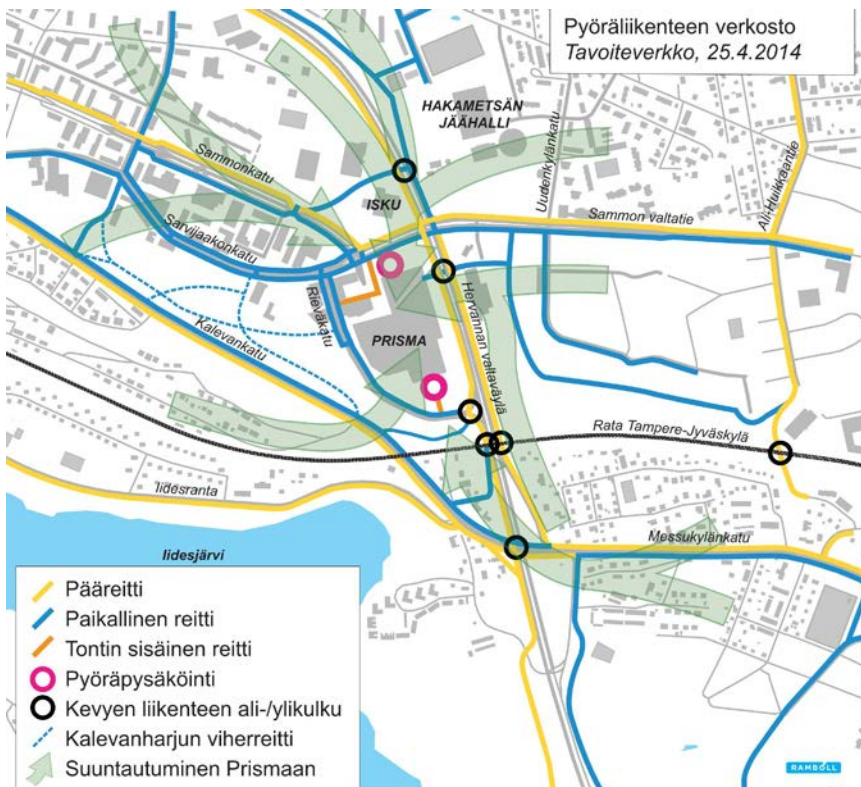 Pyöräliikenteen verkosto
Tavoiteverkko, 25.4.2014
HAKAMETSÄN
JÄÄHALLI
Uudenkylänkatu
Ali-Huikkaantie
Sammonkatu
ISKU
Sammon valtatie
Sarvijaakonkatu
Rieväkatu
Hervannan valtaväylä
Kalevankatu
PRISMA
Rata Tampere-Jyväskylä
Iidesranta
Messukylänkatu
Iidesjärvi
Pääreitti
Paikallinen reitti
Tontin sisäinen reitti
Pyöräpysäköinti
Kevyen liikenteen ali-/ylikulku
Kalevanharjun viherreitti
Suuntautuminen Prismaan
RAMBOLL